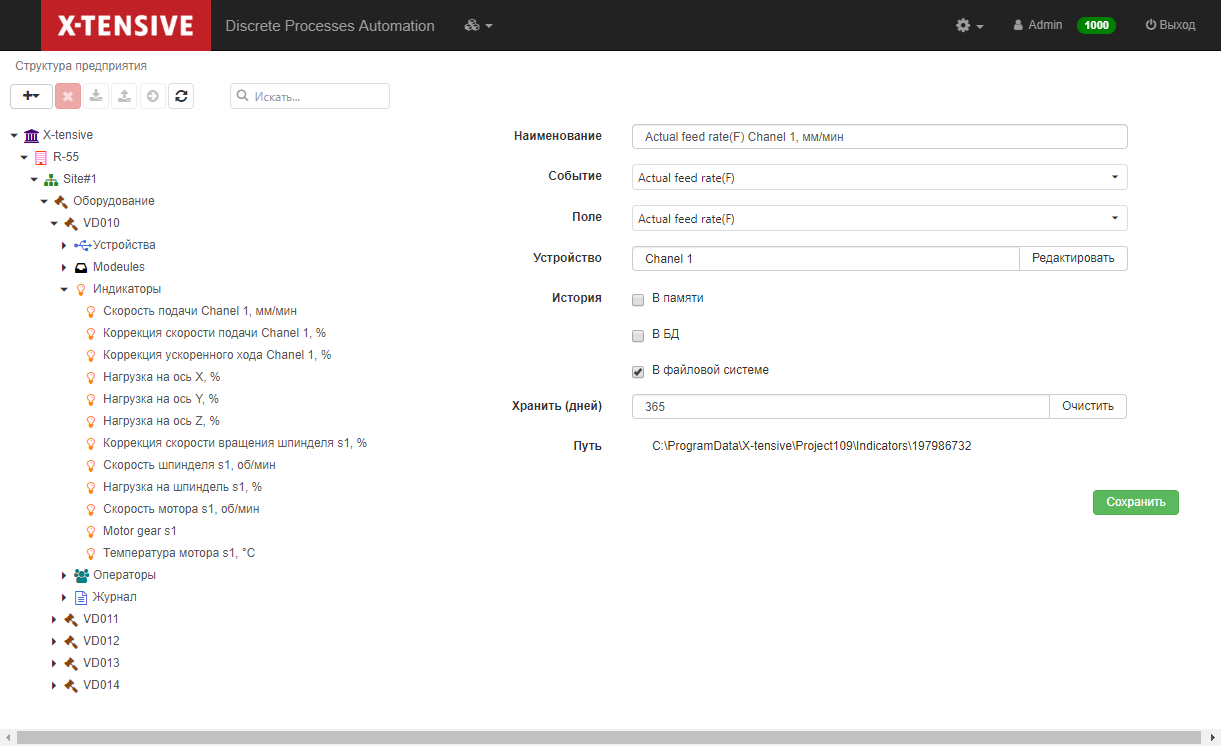 X-TENSIVE Discrete Processes Automation Admin 1000 Выход
Структура предприятия
Искать...
X-tensive
R-55
Site#1
Оборудование
VD010
Устройства
Modeules
Индикаторы
Скорость подачи Chanel 1, мм/мин
Коррекция скорости подачи Chanel 1, %
Коррекция ускоренного хода Chanel 1, %
Нагрузка на ось X, %
Нагрузка на ось Y, %
Нагрузка на ось Z, %
Коррекция скорости вращения шпинделя s1, %
Скорость шпинделя s1, об/мин
Нагрузка на шпиндель s1, %
Скорость мотора s1, об/мин
Motor gear s1
Температура мотора s1, °C
Операторы
Журнал
VD011
VD012
VD013
VD014
Наименование Actual feed rate(F) Chanel 1, мм/мин
Событие Actual feed rate(F)
Поле Actual feed rate(F)
Устройство Chanel 1 Редактировать
История В памяти
В БД
В файловой системе
Хранить (дней) 365 Очистить
Путь C:\ProgramData\X-tensive\Project109\Indicators\197986732
Сохранить